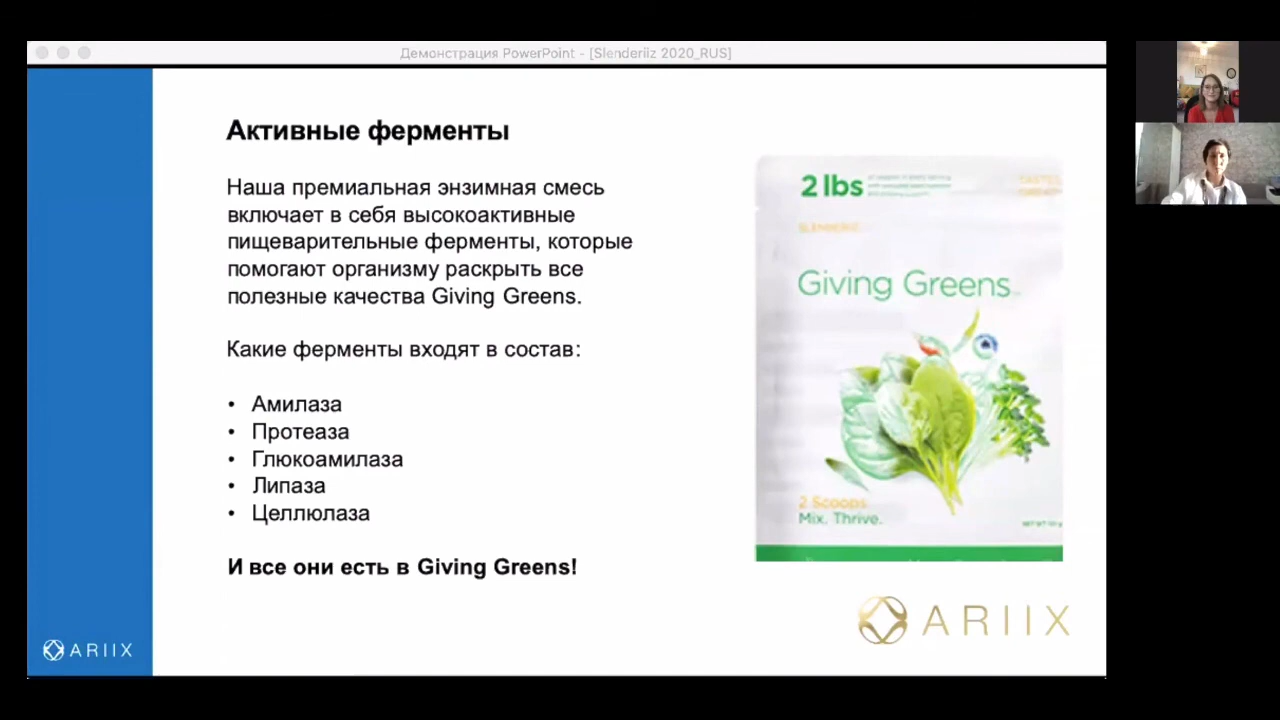 Демонстрация PowerPoint - [Slenderiiz 2020_RUS]
Активные ферменты
Наша премиальная энзимная смесь
включает в себя высокоактивные
пищеварительные ферменты, которые
помогают организму раскрыть все
полезные качества Giving Greens.
Какие ферменты входят в состав:
• Амилаза
• Протеаза
• Глюкоамилаза
• Липаза
• Целлюлаза
И все они есть в Giving Greens!
2 lbs
Giving Greens
2 Scoops
Mix. Thrive.
ARIIX
ARIIX